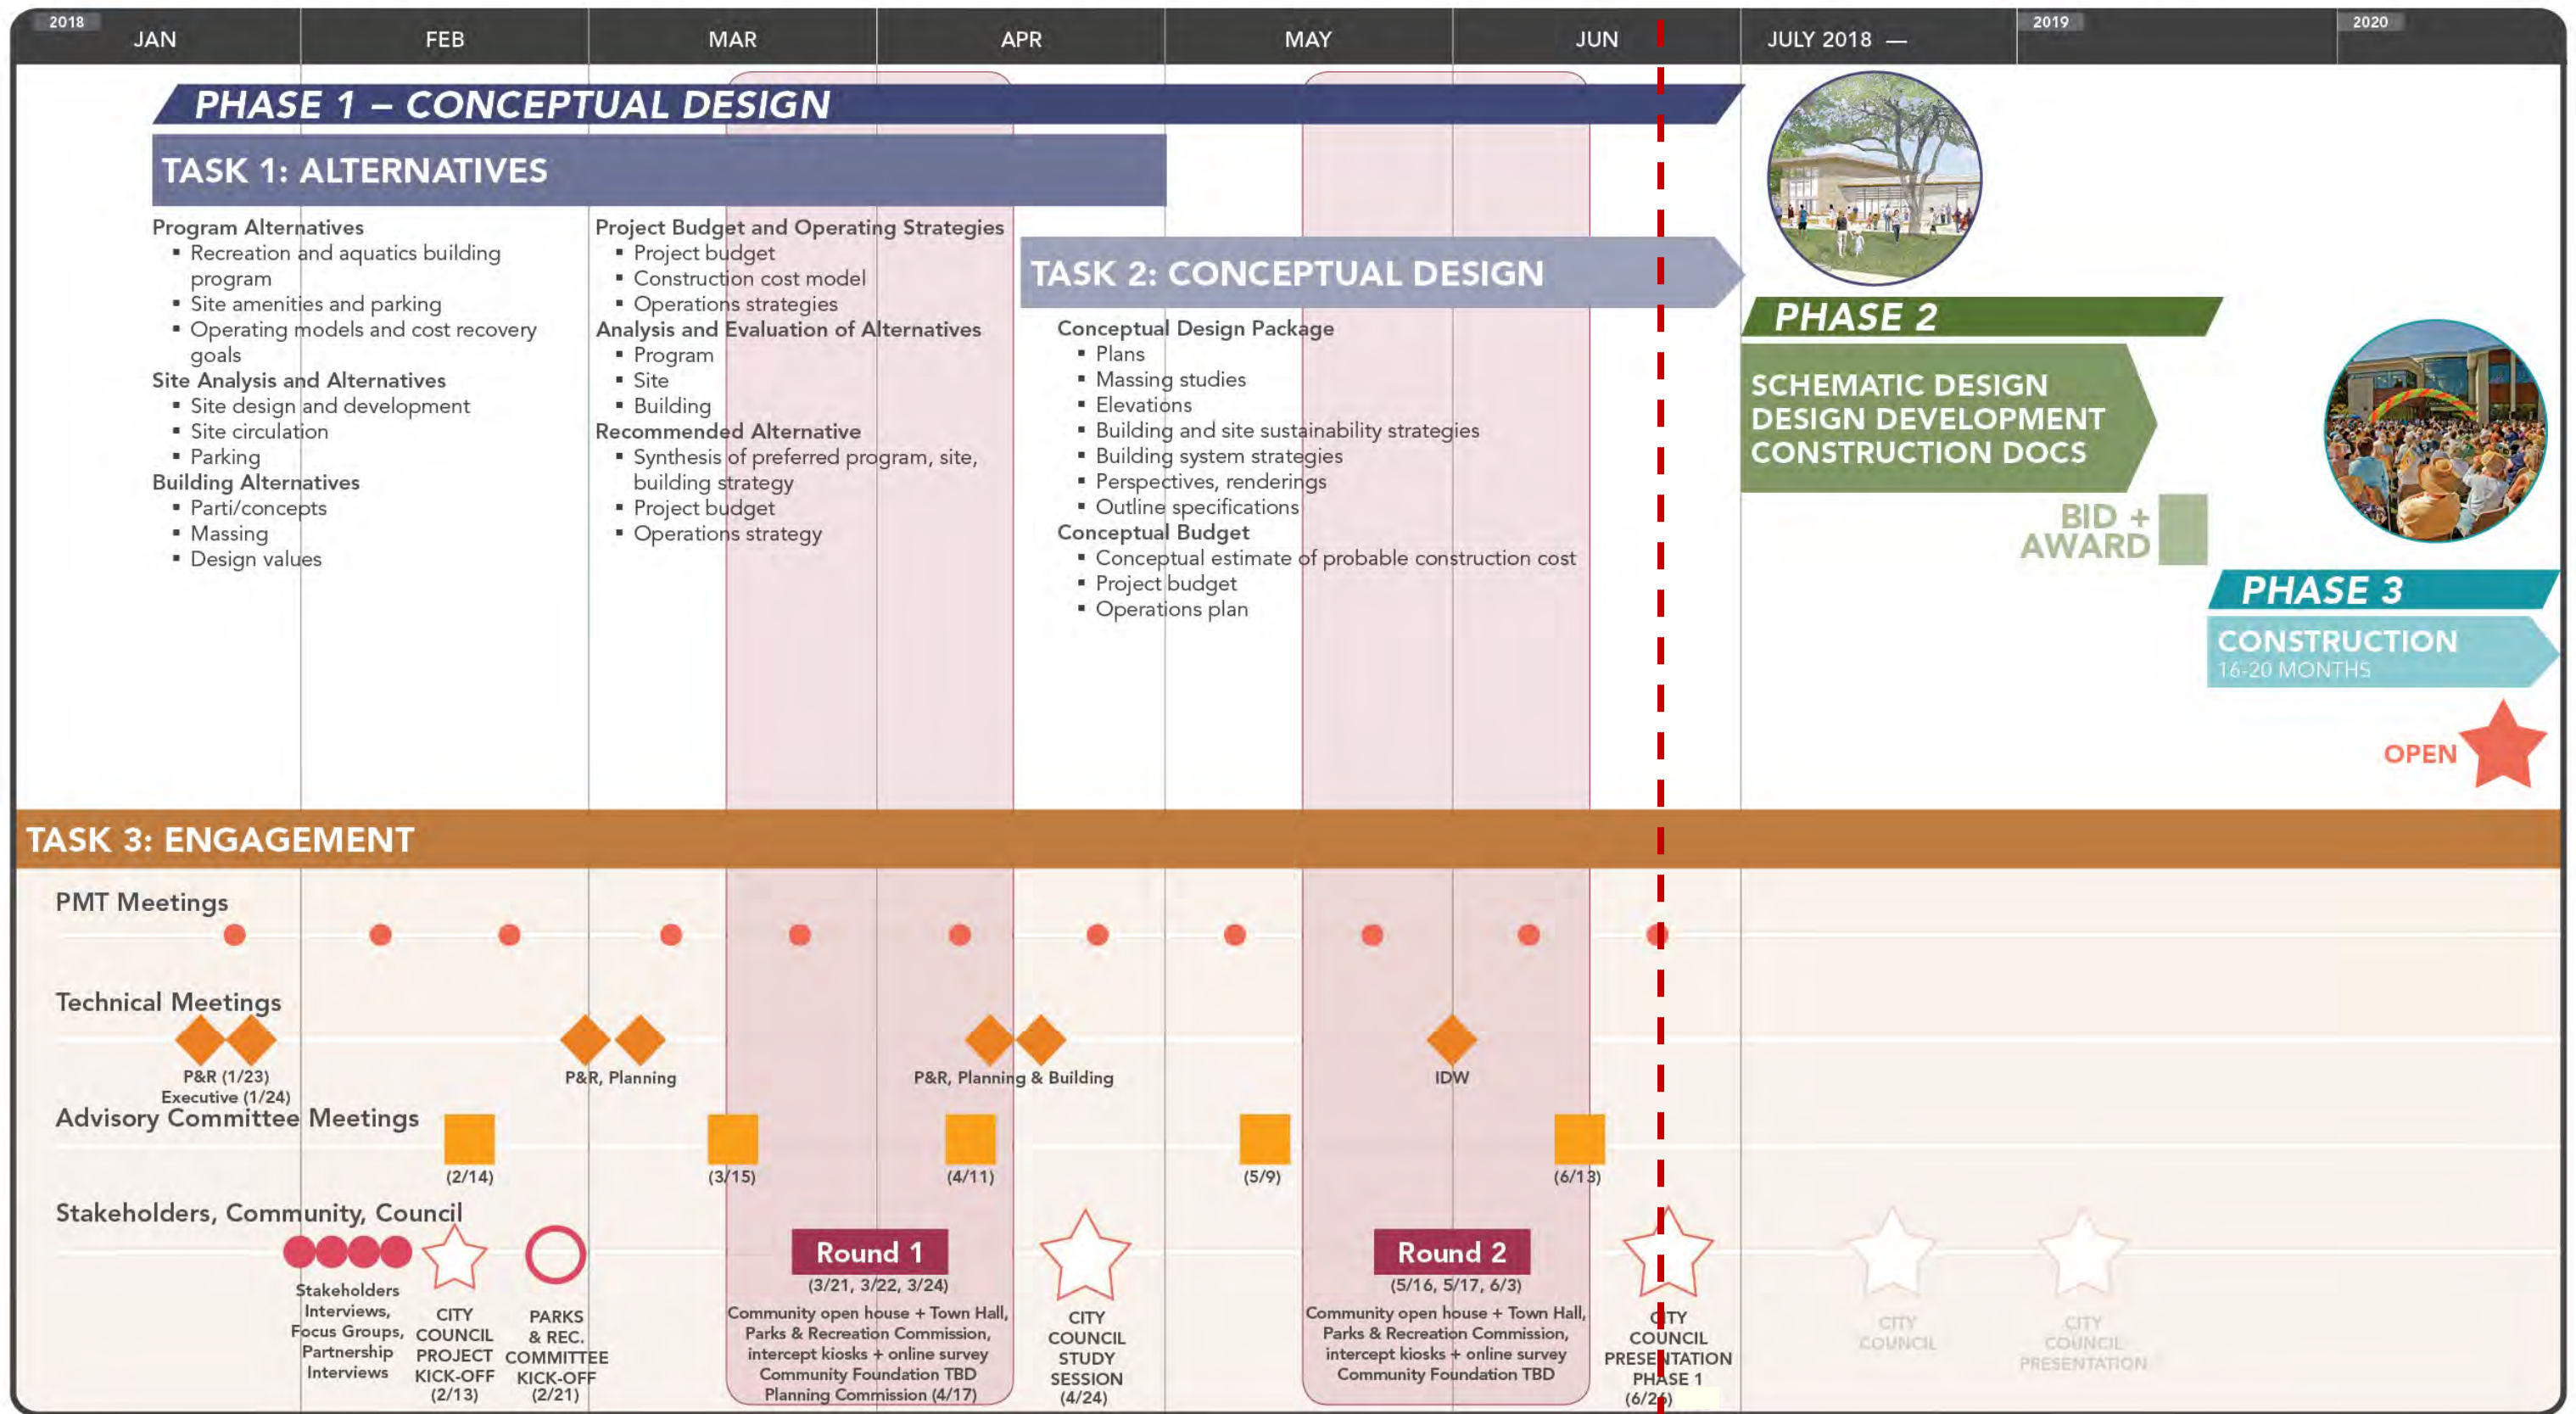 2018
JAN
FEB
MAR
APR
MAY
JUN
JULY 2018 —
2019
2020
PHASE 1 – CONCEPTUAL DESIGN
TASK 1: ALTERNATIVES
Program Alternatives
▪ Recreation and aquatics building
program
▪ Site amenities and parking
▪ Operating models and cost recovery
goals
Site Analysis and Alternatives
▪ Site design and development
▪ Site circulation
▪ Parking
Building Alternatives
▪ Parti/concepts
▪ Massing
▪ Design values
Project Budget and Operating Strategies
▪ Project budget
▪ Construction cost model
▪ Operations strategies
Analysis and Evaluation of Alternatives
▪ Program
▪ Site
▪ Building
Recommended Alternative
▪ Synthesis of preferred program, site,
building strategy
▪ Project budget
▪ Operations strategy
TASK 2: CONCEPTUAL DESIGN
Conceptual Design Package
▪ Plans
▪ Massing studies
▪ Elevations
▪ Building and site sustainability strategies
▪ Building system strategies
▪ Perspectives, renderings
▪ Outline specifications
Conceptual Budget
▪ Conceptual estimate of probable construction cost
▪ Project budget
▪ Operations plan
PHASE 2
SCHEMATIC DESIGN
DESIGN DEVELOPMENT
CONSTRUCTION DOCS
BID +
AWARD
PHASE 3
CONSTRUCTION
16-20 MONTHS
OPEN
TASK 3: ENGAGEMENT
PMT Meetings
Technical Meetings
P&R (1/23)
Executive (1/24)
P&R, Planning
P&R, Planning & Building
IDW
Advisory Committee Meetings
(2/14)
(3/15)
(4/11)
(5/9)
(6/13)
Stakeholders, Community, Council
Stakeholders
Interviews,
Focus Groups,
Partnership
Interviews
CITY
COUNCIL
PROJECT
KICK-OFF
(2/13)
PARKS
& REC.
COMMITTEE
KICK-OFF
(2/21)
Round 1
(3/21, 3/22, 3/24)
Community open house + Town Hall,
Parks & Recreation Commission,
intercept kiosks + online survey
Community Foundation TBD
Planning Commission (4/17)
CITY
COUNCIL
STUDY
SESSION
(4/24)
Round 2
(5/16, 5/17, 6/3)
Community open house + Town Hall,
Parks & Recreation Commission,
intercept kiosks + online survey
Community Foundation TBD
CITY
COUNCIL
PRESENTATION
PHASE 1
(6/26)
CITY
COUNCIL
CITY
COUNCIL
PRESENTATION